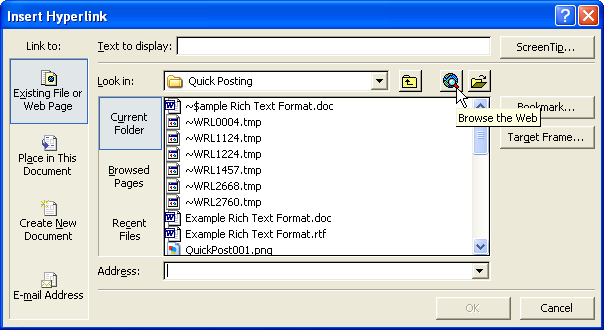 Insert Hyperlink
Link to:
Text to display:
ScreenTip...
Existing File or
Web Page
Look in:
Quick Posting
Browse the Web
Bookmark...
Target Frame...
Place in This
Document
Create New
Document
E-mail Address
Current
Folder
Browsed
Pages
Recent
Files
~$ample Rich Text Format.doc
~WRL0004.tmp
~WRL1124.tmp
~WRL1224.tmp
~WRL1457.tmp
~WRL2668.tmp
~WRL2760.tmp
Example Rich Text Format.doc
Example Rich Text Format.rtf
QuickPost001.png
Address:
OK
Cancel